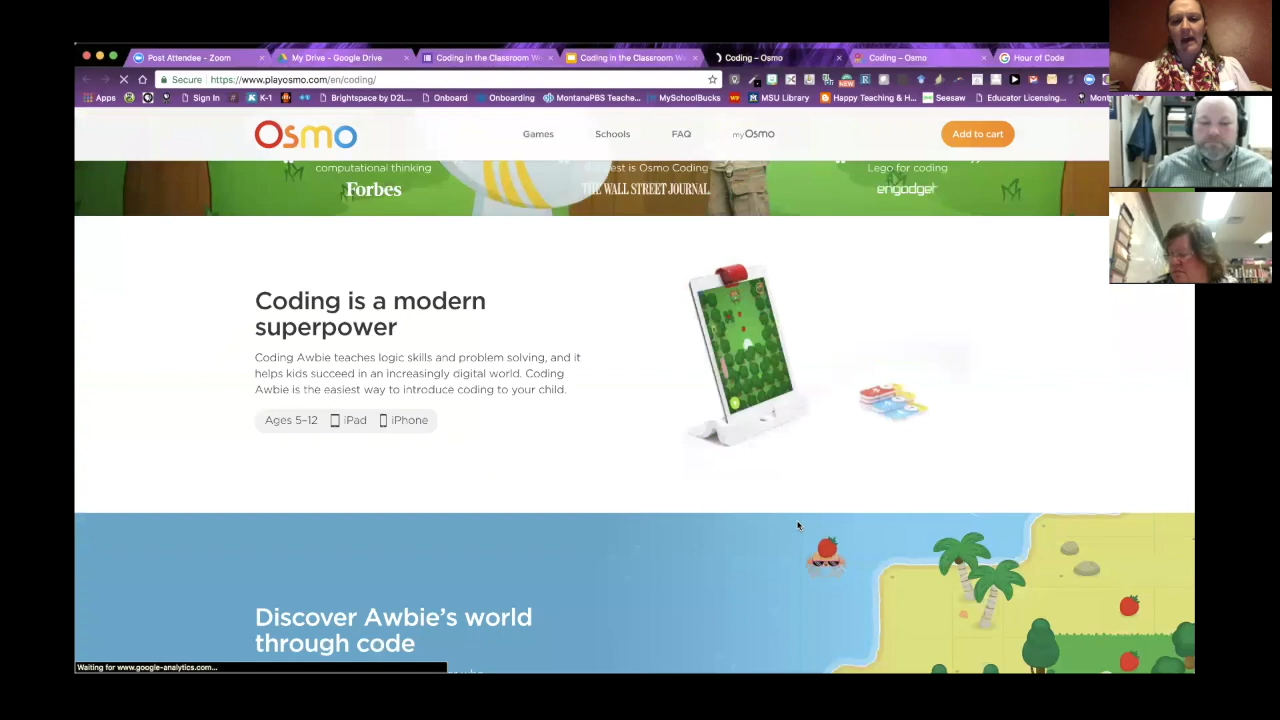 Post Attendee - Zoom
My Drive - Google Drive
Coding in the Classroom W
Coding in the Classroom W
Coding – Osmo
Coding – Osmo
Hour of Code
Secure
https://www.playosmo.com/en/coding/
Apps
Sign In
K-1
Brightspace by D2L...
Onboard
Onboarding
MontanaPBS Teache...
MySchoolBucks
MSU Library
Happy Teaching & H...
Seesaw
Educator Licensing...
Osmo
Games
Schools
FAQ
myOsmo
Add to cart
computational thinking
is Osmo Coding
Lego for coding
Forbes
THE WALL STREET JOURNAL
engadget
Coding is a modern
superpower
Coding Awbie teaches logic skills and problem solving, and it
helps kids succeed in an increasingly digital world. Coding
Awbie is the easiest way to introduce coding to your child.
Ages 5–12 iPad iPhone
Discover Awbie's world
through code
Waiting for www.google-analytics.com...